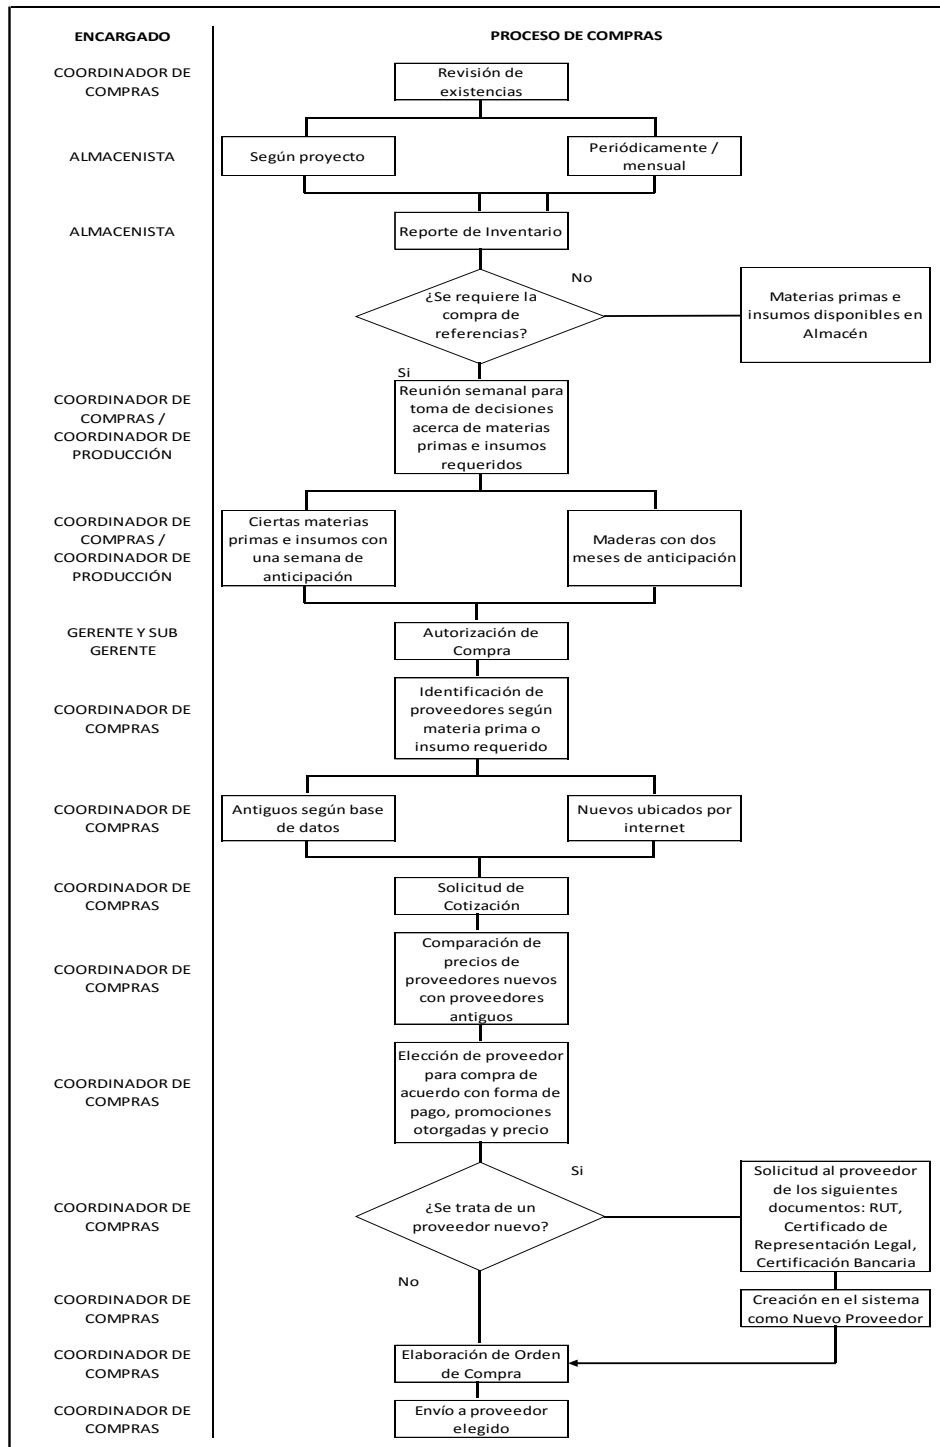 ENCARGADO
PROCESO DE COMPRAS
COORDINADOR DE
COMPRAS
Revisión de
existencias
ALMACENISTA
Según proyecto
Periódicamente /
mensual
ALMACENISTA
Reporte de Inventario
¿Se requiere la
compra de
referencias?
No
Materias primas e
insumos disponibles en
Almacén
Si
COORDINADOR DE
COMPRAS /
COORDINADOR DE
PRODUCCIÓN
Reunión semanal para
toma de decisiones
acerca de materias
primas e insumos
requeridos
COORDINADOR DE
COMPRAS /
COORDINADOR DE
PRODUCCIÓN
Ciertas materias
primas e insumos con
una semana de
anticipación
Maderas con dos
meses de anticipación
GERENTE Y SUB
GERENTE
Autorización de
Compra
COORDINADOR DE
COMPRAS
Identificación de
proveedores según
materia prima o
insumo requerido
COORDINADOR DE
COMPRAS
Antiguos según base
de datos
Nuevos ubicados por
internet
COORDINADOR DE
COMPRAS
Solicitud de
Cotización
COORDINADOR DE
COMPRAS
Comparación de
precios de
proveedores nuevos
con proveedores
antiguos
COORDINADOR DE
COMPRAS
Elección de proveedor
para compra de
acuerdo con forma de
pago, promociones
otorgadas y precio
COORDINADOR DE
COMPRAS
¿Se trata de un
proveedor nuevo?
Si
Solicitud al proveedor
de los siguientes
documentos: RUT,
Certificado de
Representación Legal,
Certificación Bancaria
No
COORDINADOR DE
COMPRAS
Creación en el sistema
como Nuevo Proveedor
COORDINADOR DE
COMPRAS
Elaboración de Orden
de Compra
COORDINADOR DE
COMPRAS
Envío a proveedor
elegido